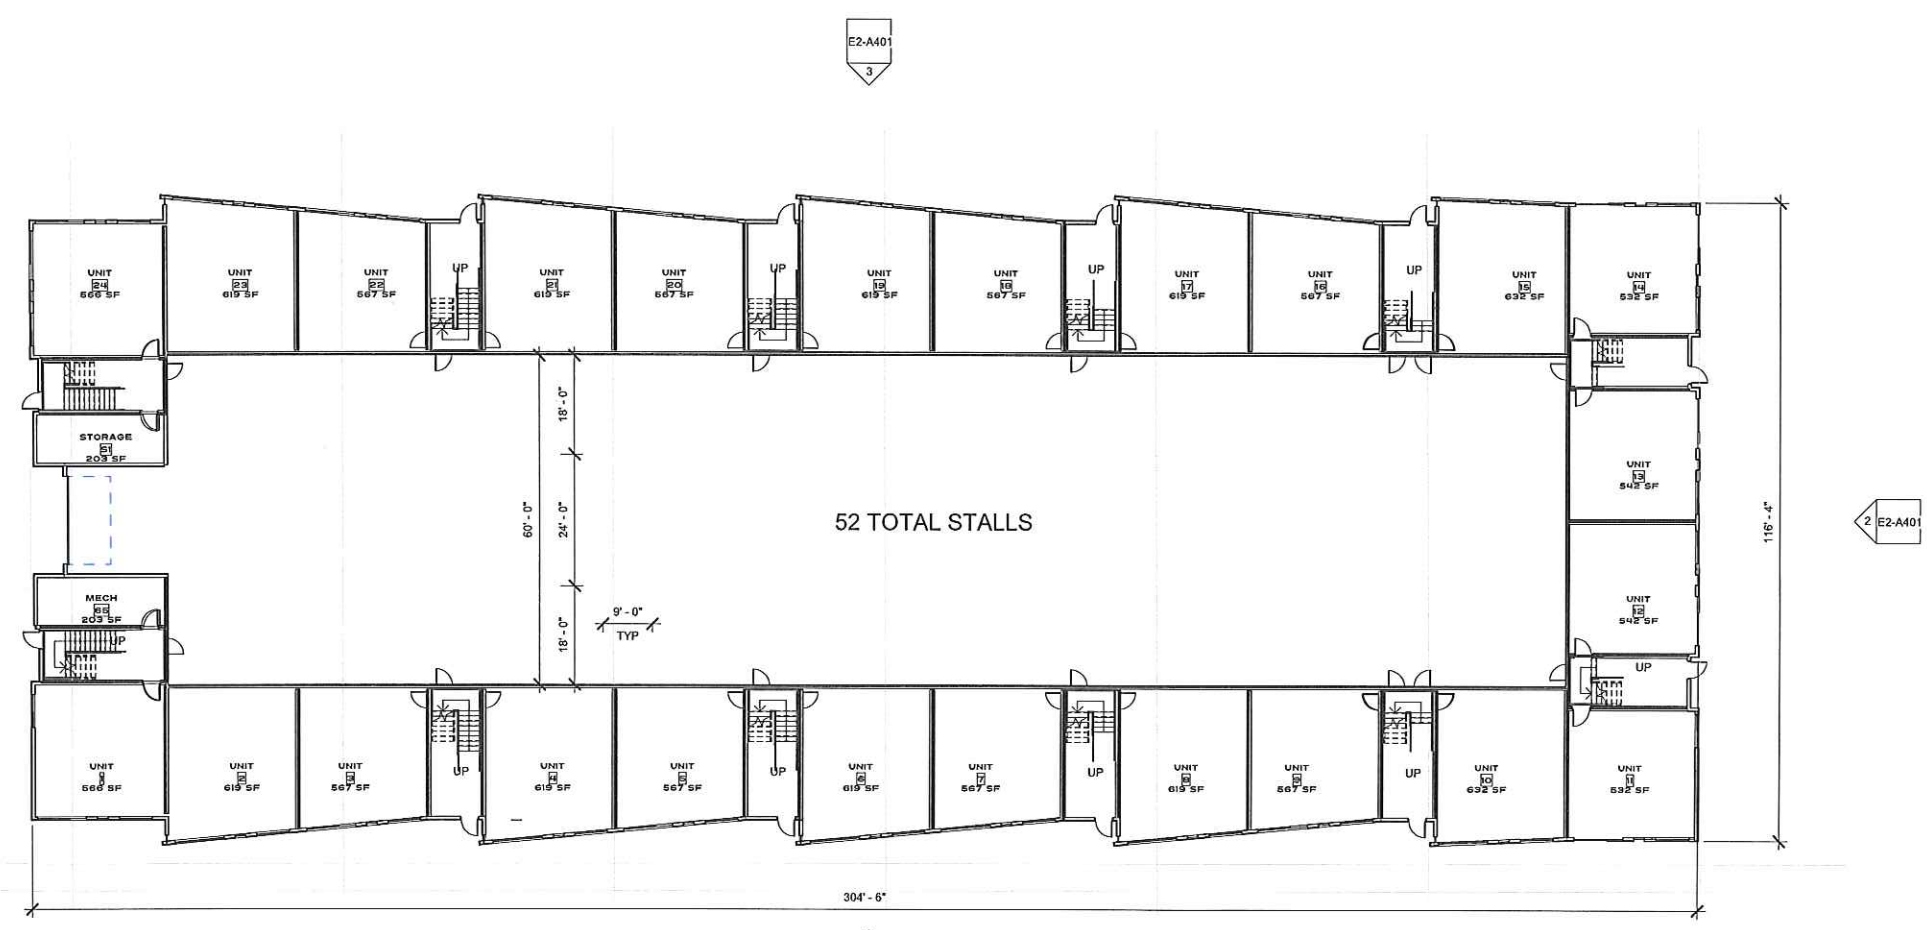 E2-A401
3
UNIT
24
566 SF
UNIT
23
619 SF
UNIT
22
567 SF
UP
UNIT
21
619 SF
UNIT
20
567 SF
UP
UNIT
19
619 SF
UNIT
18
567 SF
UP
UNIT
17
619 SF
UNIT
16
567 SF
UP
UNIT
15
632 SF
UNIT
14
532 SF
STORAGE
51
203 SF
60' - 0"
18' - 0"
24' - 0"
18' - 0"
52 TOTAL STALLS
9' - 0"
TYP
UNIT
13
542 SF
116' - 4"
2
E2-A401
MECH
65
203 SF
UP
UNIT
12
542 SF
UP
UNIT
566 SF
UNIT
2
619 SF
UNIT
3
567 SF
UP
UNIT
4
619 SF
UNIT
5
567 SF
UP
UNIT
6
619 SF
UNIT
7
567 SF
UP
UNIT
8
619 SF
UNIT
9
567 SF
UP
UNIT
10
632 SF
UNIT
11
532 SF
304' - 6"